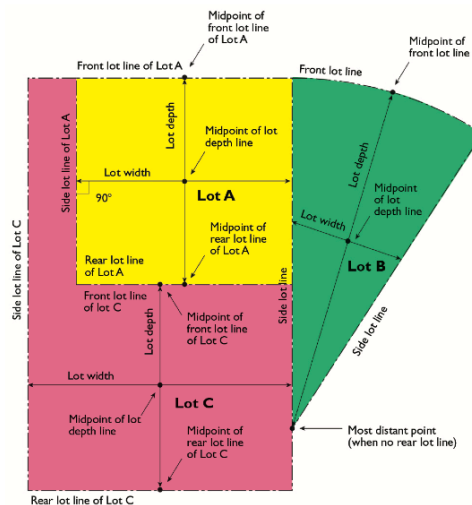 Midpoint of
front lot line
of Lot A
Midpoint of
front lot line
Front lot line of Lot A
Front lot line
Side lot line of Lot A
Lot depth
Lot depth
Midpoint of lot
depth line
Lot width
90°
Lot A
Midpoint
of lot
depth line
Lot width
Side lot line of Lot C
Midpoint of
rear lot line
of Lot A
Rear lot line
of Lot A
Lot B
Front lot line
of lot C
Midpoint of
front lot line
of Lot C
Lot depth
Side lot line
Side lot line
Lot width
Lot C
Midpoint of lot
depth line
Midpoint of
rear lot line
of Lot C
Most distant point
(when no rear lot line)
Rear lot line of Lot C